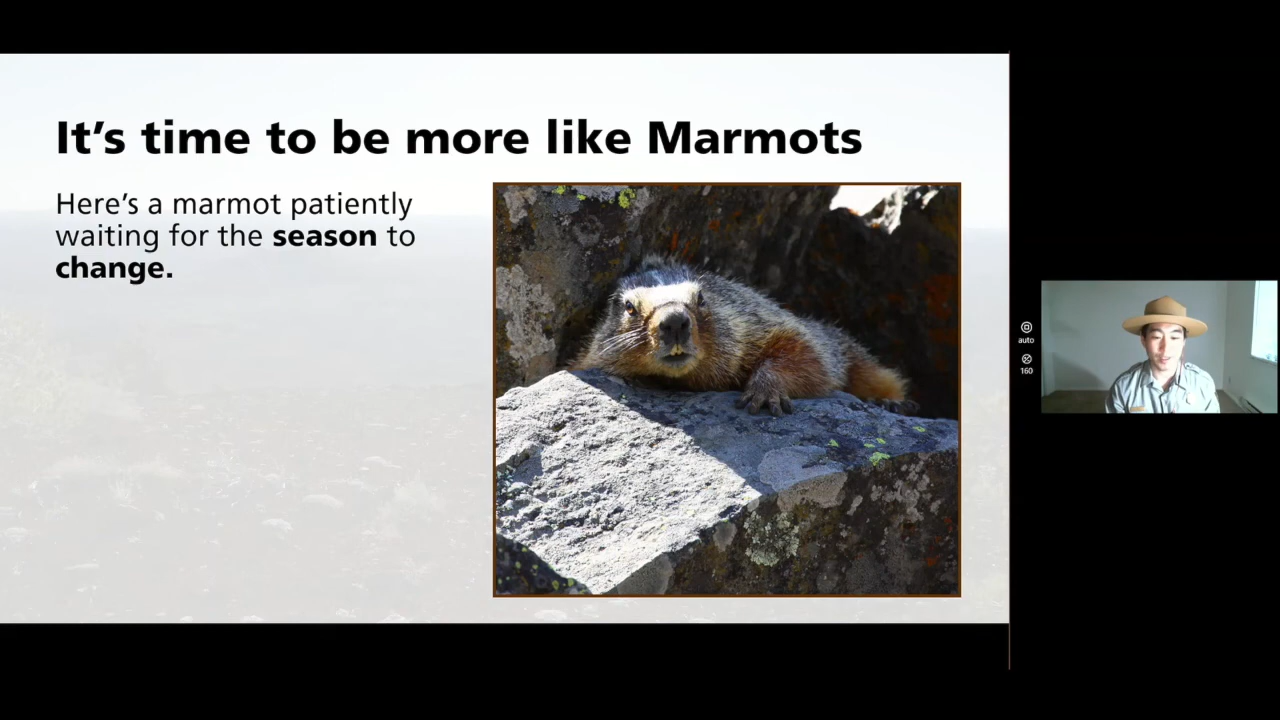 It’s time to be more like Marmots
Here’s a marmot patiently
waiting for the season to
change.
auto
160